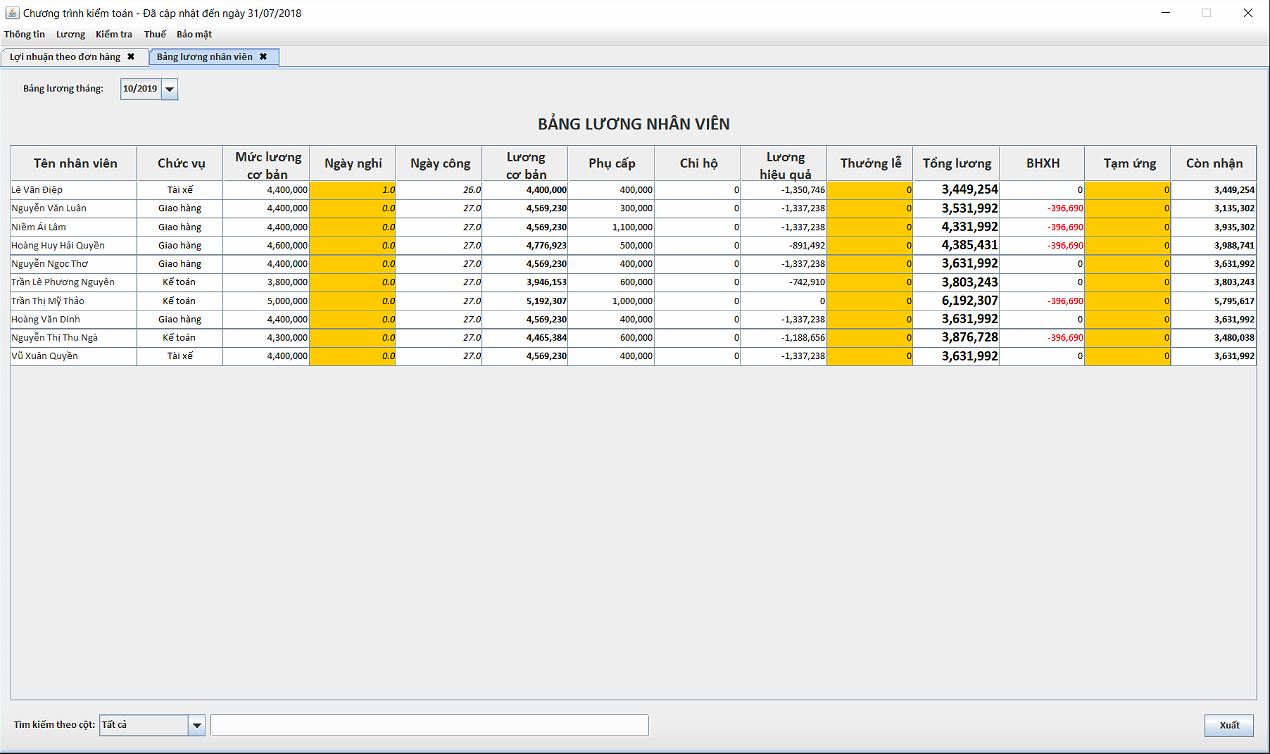 Chương trình kiểm toán - Đã cập nhật đến ngày 31/07/2018
Thông tin Lương Kiểm tra Thuế Bảo mật
Lợi nhuận theo đơn hàng ✖ Bảng lương nhân viên ✖
Bảng lương tháng: 10/2019
BẢNG LƯƠNG NHÂN VIÊN
Tên nhân viên Chức vụ Mức lương cơ bản Ngày nghỉ Ngày công Lương cơ bản Phụ cấp Chi hộ Lương hiệu quả Thưởng lễ Tổng lương BHXH Tạm ứng Còn nhận
Lê Văn Điệp Tài xế 4,400,000 1.0 26.0 4,400,000 400,000 0 -1,350,746 0 3,449,254 0 0 3,449,254
Nguyễn Văn Luân Giao hàng 4,400,000 0.0 27.0 4,569,230 300,000 0 -1,337,238 0 3,531,992 -396,690 0 3,135,302
Niềm Ái Lâm Giao hàng 4,400,000 0.0 27.0 4,569,230 1,100,000 0 -1,337,238 0 4,331,992 -396,690 0 3,935,302
Hoàng Huy Hải Quyền Giao hàng 4,600,000 0.0 27.0 4,776,923 500,000 0 -891,492 0 4,385,431 -396,690 0 3,988,741
Nguyễn Ngọc Thơ Giao hàng 4,400,000 0.0 27.0 4,569,230 400,000 0 -1,337,238 0 3,631,992 0 0 3,631,992
Trần Lê Phương Nguyên Kế toán 3,800,000 0.0 27.0 3,946,153 600,000 0 -742,910 0 3,803,243 0 0 3,803,243
Trần Thị Mỹ Thảo Kế toán 5,000,000 0.0 27.0 5,192,307 1,000,000 0 0 0 6,192,307 -396,690 0 5,795,617
Hoàng Văn Dinh Giao hàng 4,400,000 0.0 27.0 4,569,230 400,000 0 -1,337,238 0 3,631,992 0 0 3,631,992
Nguyễn Thị Thu Ngà Kế toán 4,300,000 0.0 27.0 4,465,384 600,000 0 -1,188,656 0 3,876,728 -396,690 0 3,480,038
Vũ Xuân Quyền Tài xế 4,400,000 0.0 27.0 4,569,230 400,000 0 -1,337,238 0 3,631,992 0 0 3,631,992
Tìm kiếm theo cột: Tất cả Xuất